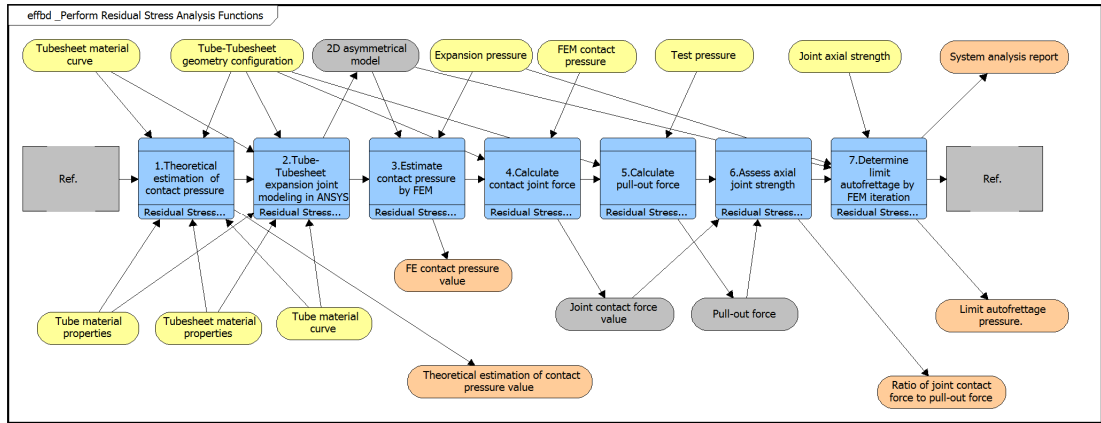 effbd _Perform Residual Stress Analysis Functions
Tubesheet material
curve
Tube-Tubesheet
geometry configuration
2D asymmetrical
model
Expansion pressure
FEM contact
pressure
Test pressure
Joint axial strength
System analysis report
Ref.
1.Theoretical
estimation of
contact pressure
Residual Stress...
2.Tube-
Tubesheet
expansion joint
modeling in ANSYS
Residual Stress...
3.Estimate
contact pressure
by FEM
Residual Stress...
4.Calculate
contact joint force
Residual Stress...
5.Calculate
pull-out force
Residual Stress...
6.Assess axial
joint strength
Residual Stress...
7.Determine
limit
autofrettage by
FEM iteration
Residual Stress...
Ref.
FE contact pressure
value
Tube material
properties
Tubesheet material
properties
Tube material
curve
Joint contact force
value
Pull-out force
Limit autofrettage
pressure.
Theoretical estimation of contact
pressure value
Ratio of joint contact
force to pull-out force